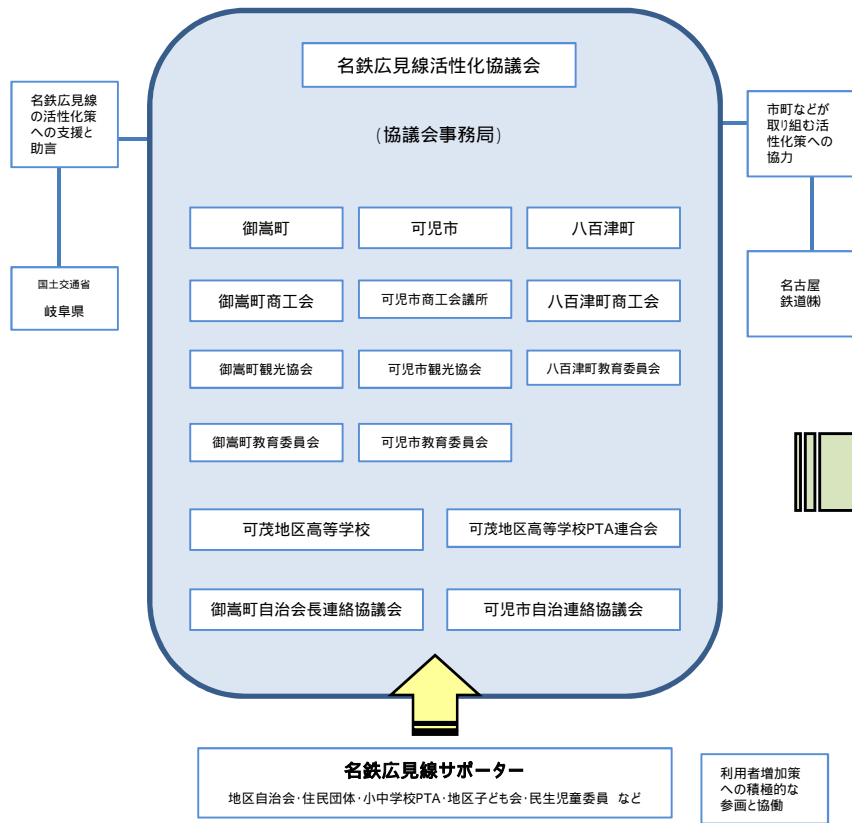 名鉄広見線活性化協議会
(協議会事務局)
名鉄広見線
の活性化策
への支援と
助言
国土交通省
岐阜県
市町などが
取り組む活
性化策への
協力
名古屋
鉄道㈱
御嵩町
可児市
八百津町
御嵩町商工会
可児市商工会議所
八百津町商工会
御嵩町観光協会
可児市観光協会
八百津町教育委員会
御嵩町教育委員会
可児市教育委員会
可茂地区高等学校
可茂地区高等学校PTA連合会
御嵩町自治会長連絡協議会
可児市自治連絡協議会
名鉄広見線サポーター
地区自治会・住民団体・小中学校PTA・地区子ども会・民生児童委員 など
利用者増加策
への積極的な
参画と協働